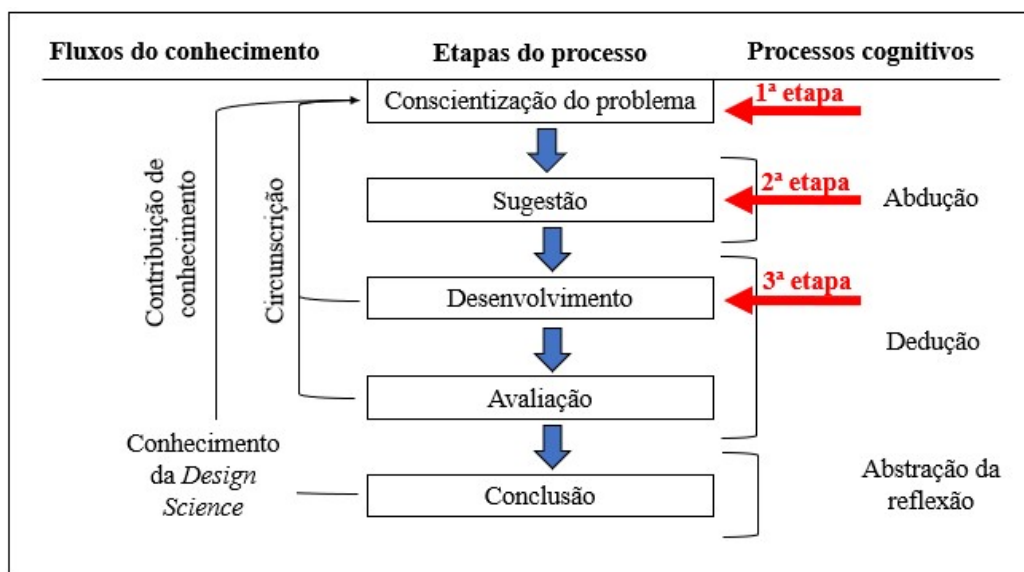 Fluxos do conhecimento
Etapas do processo
Processos cognitivos
Conscientização do problema
1ª etapa
Sugestão
2ª etapa
Abdução
Contribuição de
conhecimento
Circunscrição
Desenvolvimento
3ª etapa
Dedução
Avaliação
Conhecimento
da Design
Science
Conclusão
Abstração da
reflexão